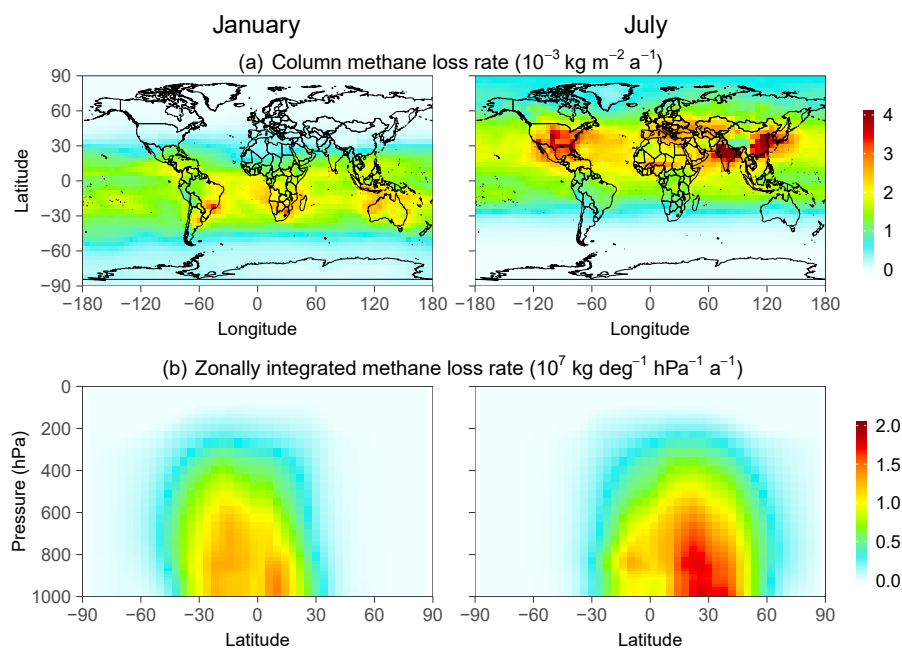 January July
(a) Column methane loss rate (10⁻³ kg m⁻² a⁻¹)
90
60
30
0
−30
−60
−90
Latitude
−180 −120 −60 0 60 120 180
Longitude
−180 −120 −60 0 60 120 180
Longitude
4
3
2
1
0
(b) Zonally integrated methane loss rate (10⁷ kg deg⁻¹ hPa⁻¹ a⁻¹)
0
200
400
600
800
1000
Pressure (hPa)
−90 −60 −30 0 30 60 90
Latitude
−90 −60 −30 0 30 60 90
Latitude
2.0
1.5
1.0
0.5
0.0